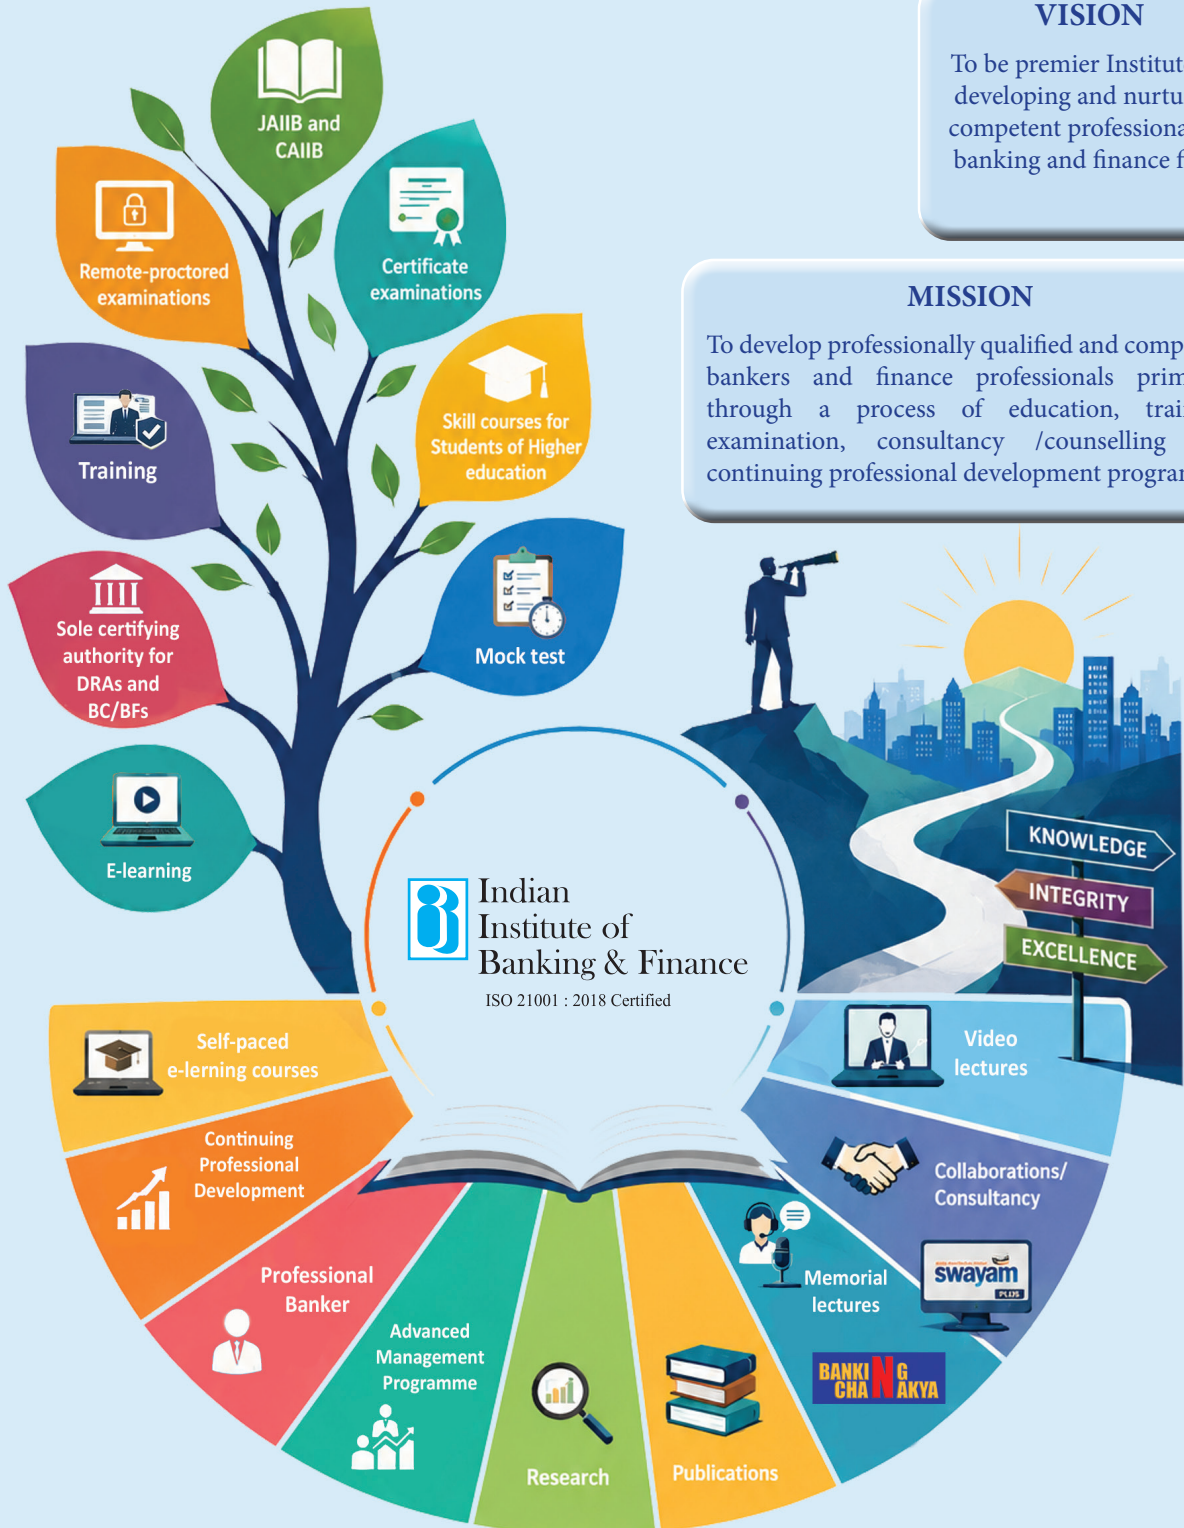 VISION
To be premier Institut
developing and nurtu
competent professiona
banking and finance f
MISSION
To develop professionally qualified and comp
bankers and finance professionals prim
through a process of education, trai
examination, consultancy /counselling
continuing professional development progra
JAIIB and
CAIIB
Remote-proctored
examinations
Certificate
examinations
Training
Skill courses for
Students of Higher
education
Sole certifying
authority for
DRAs and
BC/BFs
Mock test
E-learning
KNOWLEDGE
INTEGRITY
EXCELLENCE
Indian
Institute of
Banking & Finance
ISO 21001 : 2018 Certified
Self-paced
e-lerning courses
Continuing
Professional
Development
Professional
Banker
Advanced
Management
Programme
Research
Publications
Memorial
lectures
BANKING
CHANAKYA
Collaborations/
Consultancy
swayam
PLUS
Video
lectures